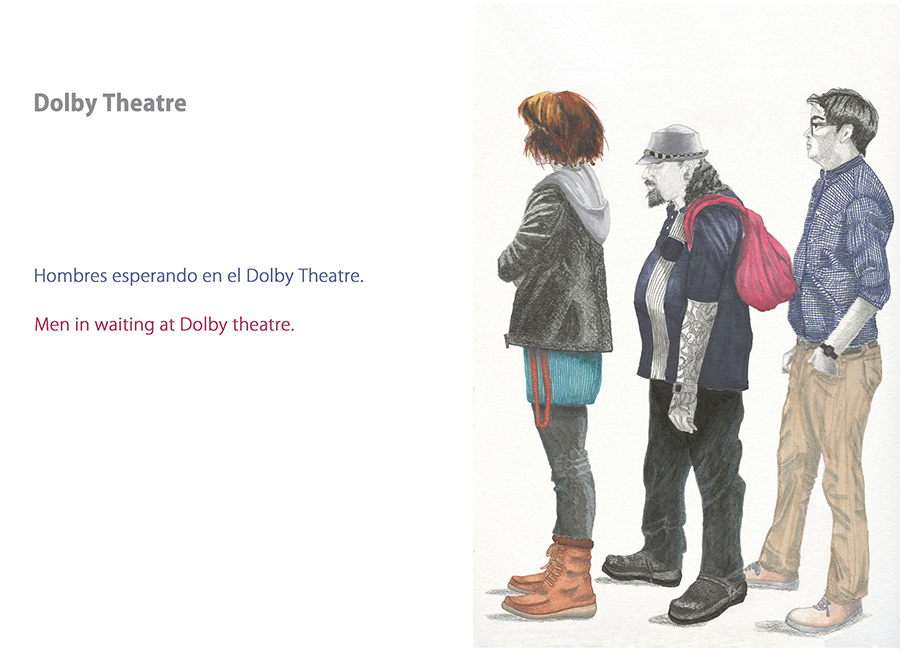 Dolby Theatre
Hombres esperando en el Dolby Theatre.
Men in waiting at Dolby theatre.